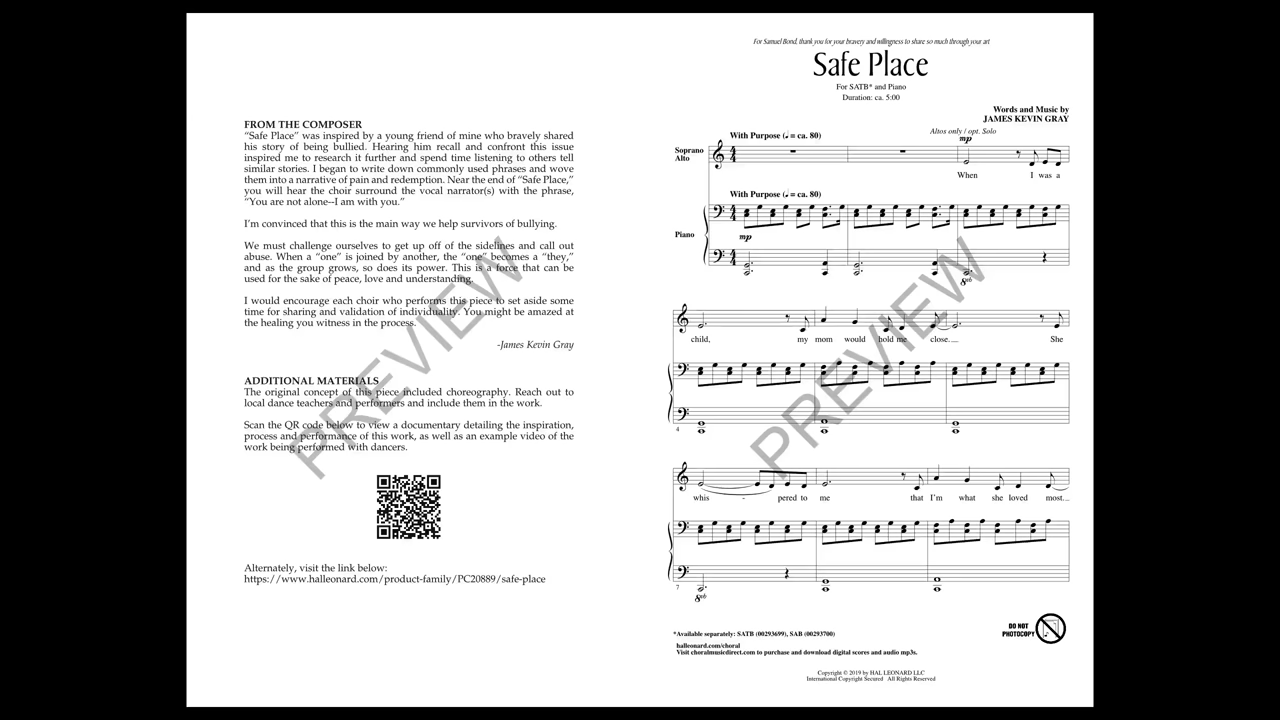 FROM THE COMPOSER
“Safe Place” was inspired by a young friend of mine who bravely shared
his story of being bullied. Hearing him recall and confront this issue
inspired me to research it further and spend time listening to others tell
similar stories. I began to write down commonly used phrases and wove
them into a narrative of pain and redemption. Near the end of “Safe Place,”
you will hear the choir surround the vocal narrator(s) with the phrase,
“You are not alone--I am with you.”
I’m convinced that this is the main way we help survivors of bullying.
We must challenge ourselves to get up off of the sidelines and call out
abuse. When a “one” is joined by another, the “one” becomes a “they,”
and as the group grows, so does its power. This is a force that can be
used for the sake of peace, love and understanding.
I would encourage each choir who performs this piece to set aside some
time for sharing and validation of individuality. You might be amazed at
the healing you witness in the process.
-James Kevin Gray
ADDITIONAL MATERIALS
The original concept of this piece included choreography. Reach out to
local dance teachers and performers and include them in the work.
Scan the QR code below to view a documentary detailing the inspiration,
process and performance of this work, as well as an example video of the
work being performed with dancers.
Alternately, visit the link below:
https://www.halleonard.com/product-family/PC20889/safe-place
PREVIEW
For Samuel Bond, thank you for your bravery and willingness to share so much through your art
Safe Place
For SATB* and Piano
Duration: ca. 5:00
Words and Music by
JAMES KEVIN GRAY
Altos only / opt. Solo
With Purpose (♩ = ca. 80)
mp
Soprano
Alto
When I was a
With Purpose (♩ = ca. 80)
Piano
mp
8vb
child, my mom would hold me close.__ She
4
whis - pered to me that I’m what she loved most._
7
8vb
PREVIEW
*Available separately: SATB (00293699), SAB (00293700)
halleonard.com/choral
Visit choralmusicdirect.com to purchase and download digital scores and audio mp3s.
DO NOT
PHOTOCOPY
Copyright © 2019 by HAL LEONARD LLC
International Copyright Secured All Rights Reserved